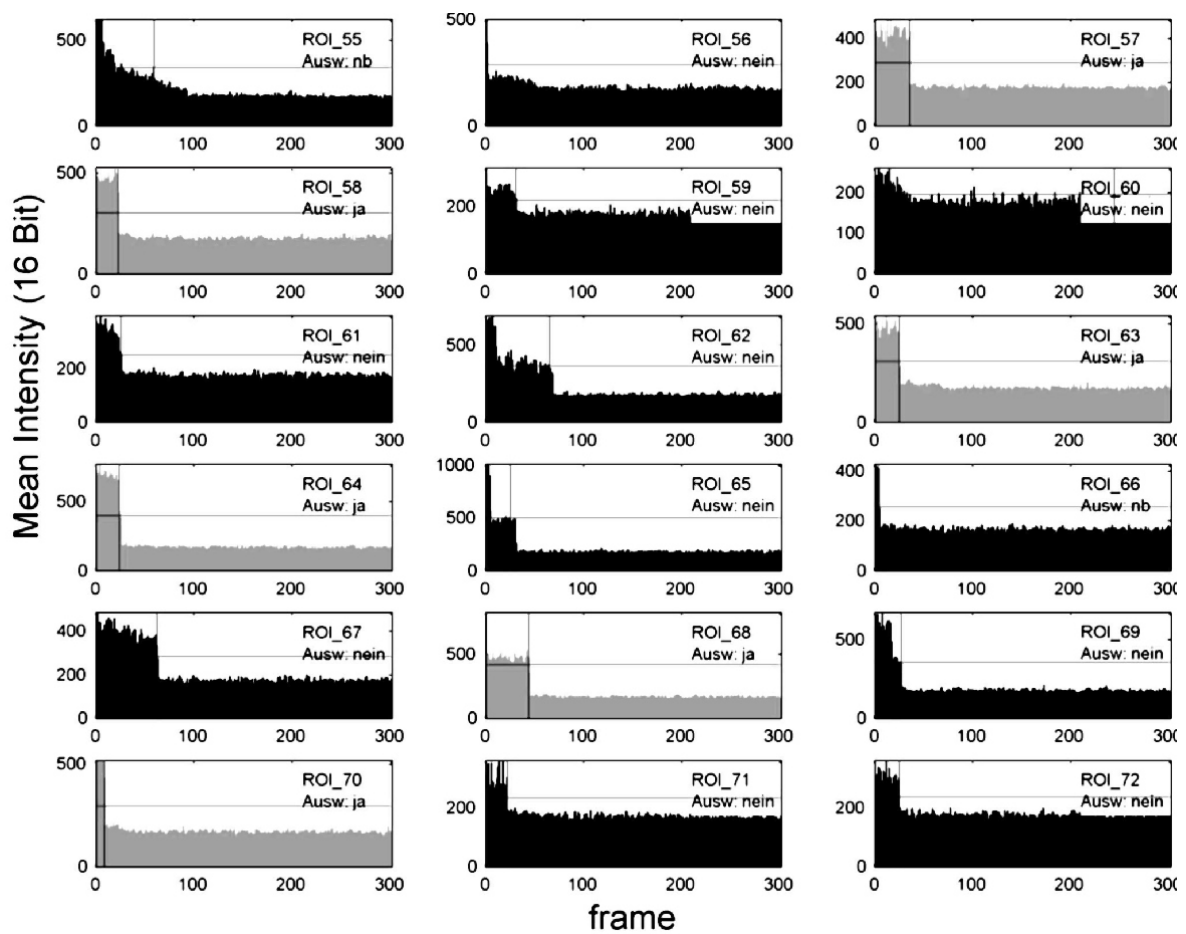 Mean Intensity (16 Bit)
500
0
0 100 200 300
ROI_55
Ausw: nb
500
0
0 100 200 300
ROI_56
Ausw: nein
400
200
0
0 100 200 300
ROI_57
Ausw: ja
500
0
0 100 200 300
ROI_58
Ausw: ja
200
0
0 100 200 300
ROI_59
Ausw: nein
200
100
0
0 100 200 300
ROI_60
Ausw: nein
200
0
0 100 200 300
ROI_61
Ausw: nein
500
0
0 100 200 300
ROI_62
Ausw: nein
500
0
0 100 200 300
ROI_63
Ausw: ja
500
0
0 100 200 300
ROI_64
Ausw: ja
1000
500
0
0 100 200 300
ROI_65
Ausw: nein
400
200
0
0 100 200 300
ROI_66
Ausw: nb
400
200
0
0 100 200 300
ROI_67
Ausw: nein
500
0
0 100 200 300
ROI_68
Ausw: ja
500
0
0 100 200 300
ROI_69
Ausw: nein
500
0
0 100 200 300
ROI_70
Ausw: ja
200
0
0 100 200 300
ROI_71
Ausw: nein
200
0
0 100 200 300
ROI_72
Ausw: nein
frame